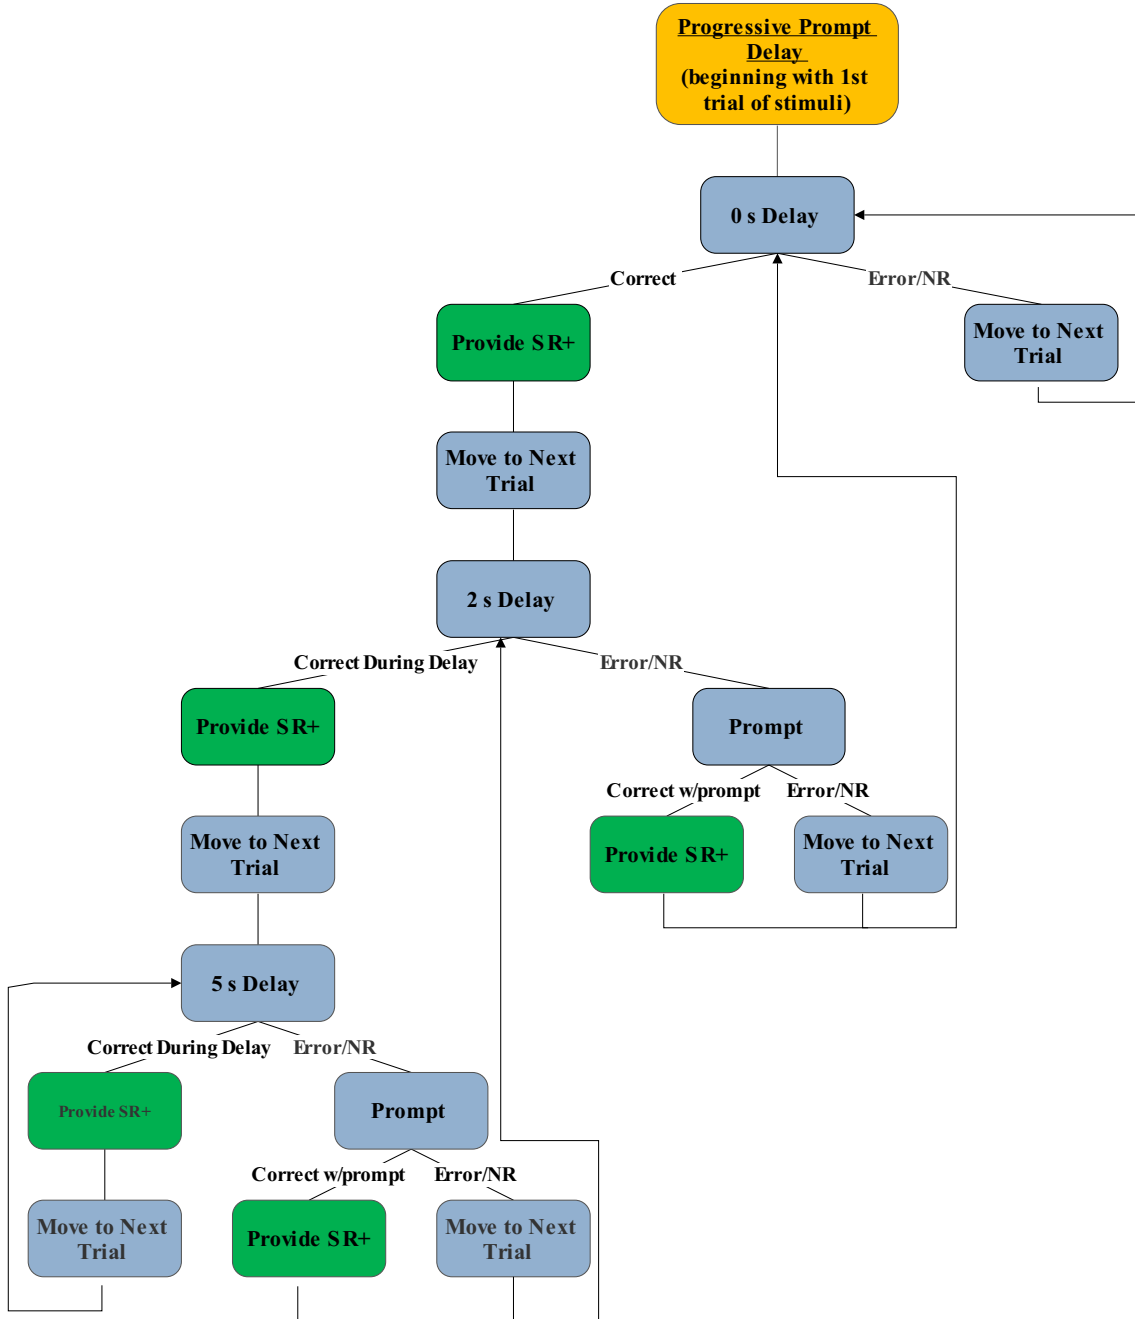 Progressive Prompt
Delay
(beginning with 1st
trial of stimuli)
0 s Delay
Correct
Error/NR
Provide SR+
Move to Next
Trial
Move to Next
Trial
2 s Delay
Correct During Delay
Error/NR
Provide SR+
Prompt
Correct w/prompt
Error/NR
Move to Next
Trial
Provide SR+
Move to Next
Trial
5 s Delay
Correct During Delay
Error/NR
Provide SR+
Prompt
Correct w/prompt
Error/NR
Move to Next
Trial
Provide SR+
Move to Next
Trial